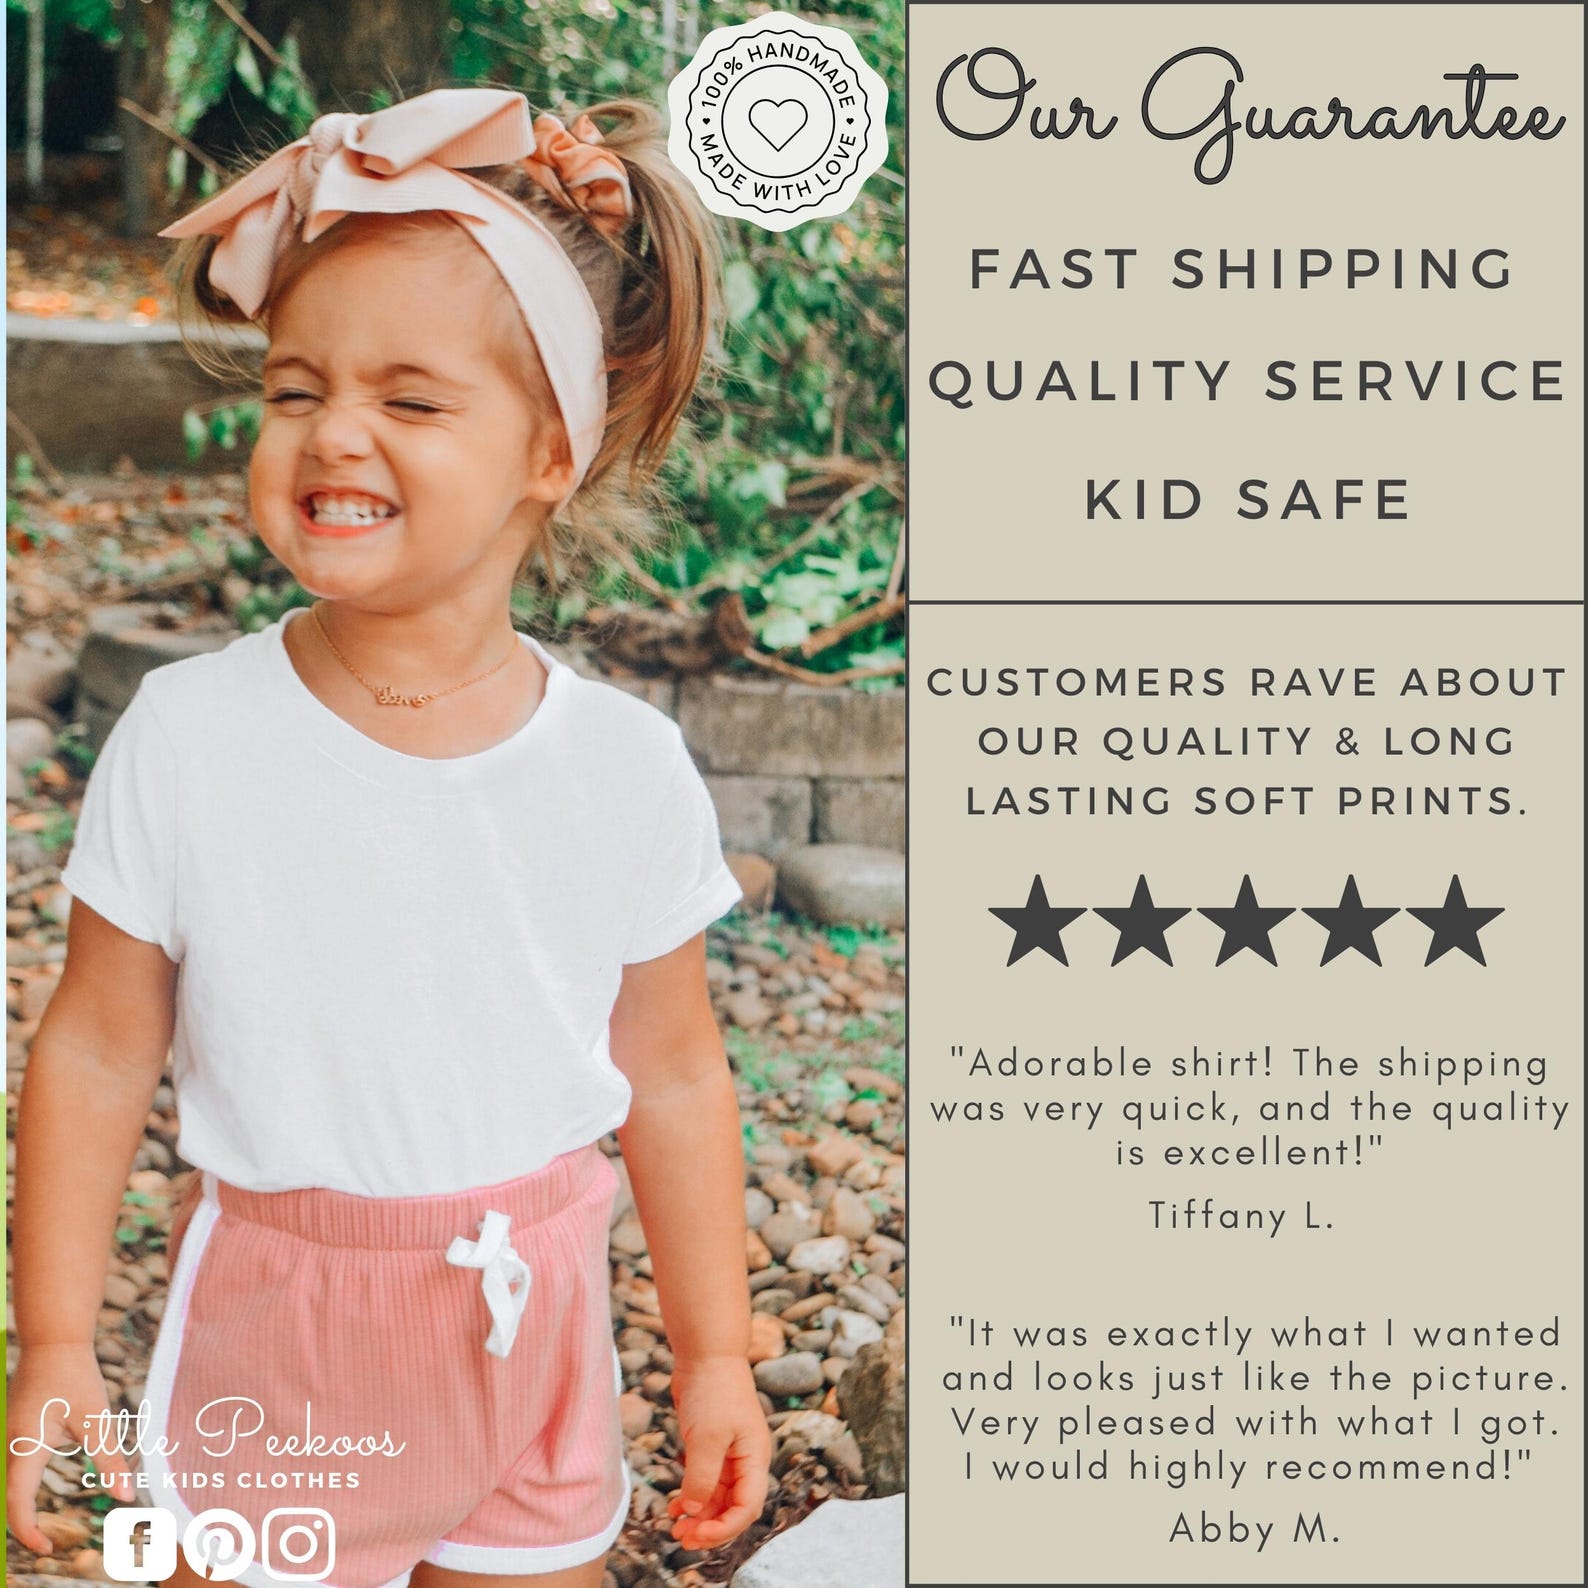 100% HANDMADE
MADE WITH LOVE
Our Guarantee
FAST SHIPPING
QUALITY SERVICE
KID SAFE
CUSTOMERS RAVE ABOUT
OUR QUALITY & LONG
LASTING SOFT PRINTS.
"Adorable shirt! The shipping
was very quick, and the quality
is excellent!"
Tiffany L.
"It was exactly what I wanted
and looks just like the picture.
Very pleased with what I got.
I would highly recommend!"
Abby M.
Little Peekoos
CUTE KIDS CLOTHES